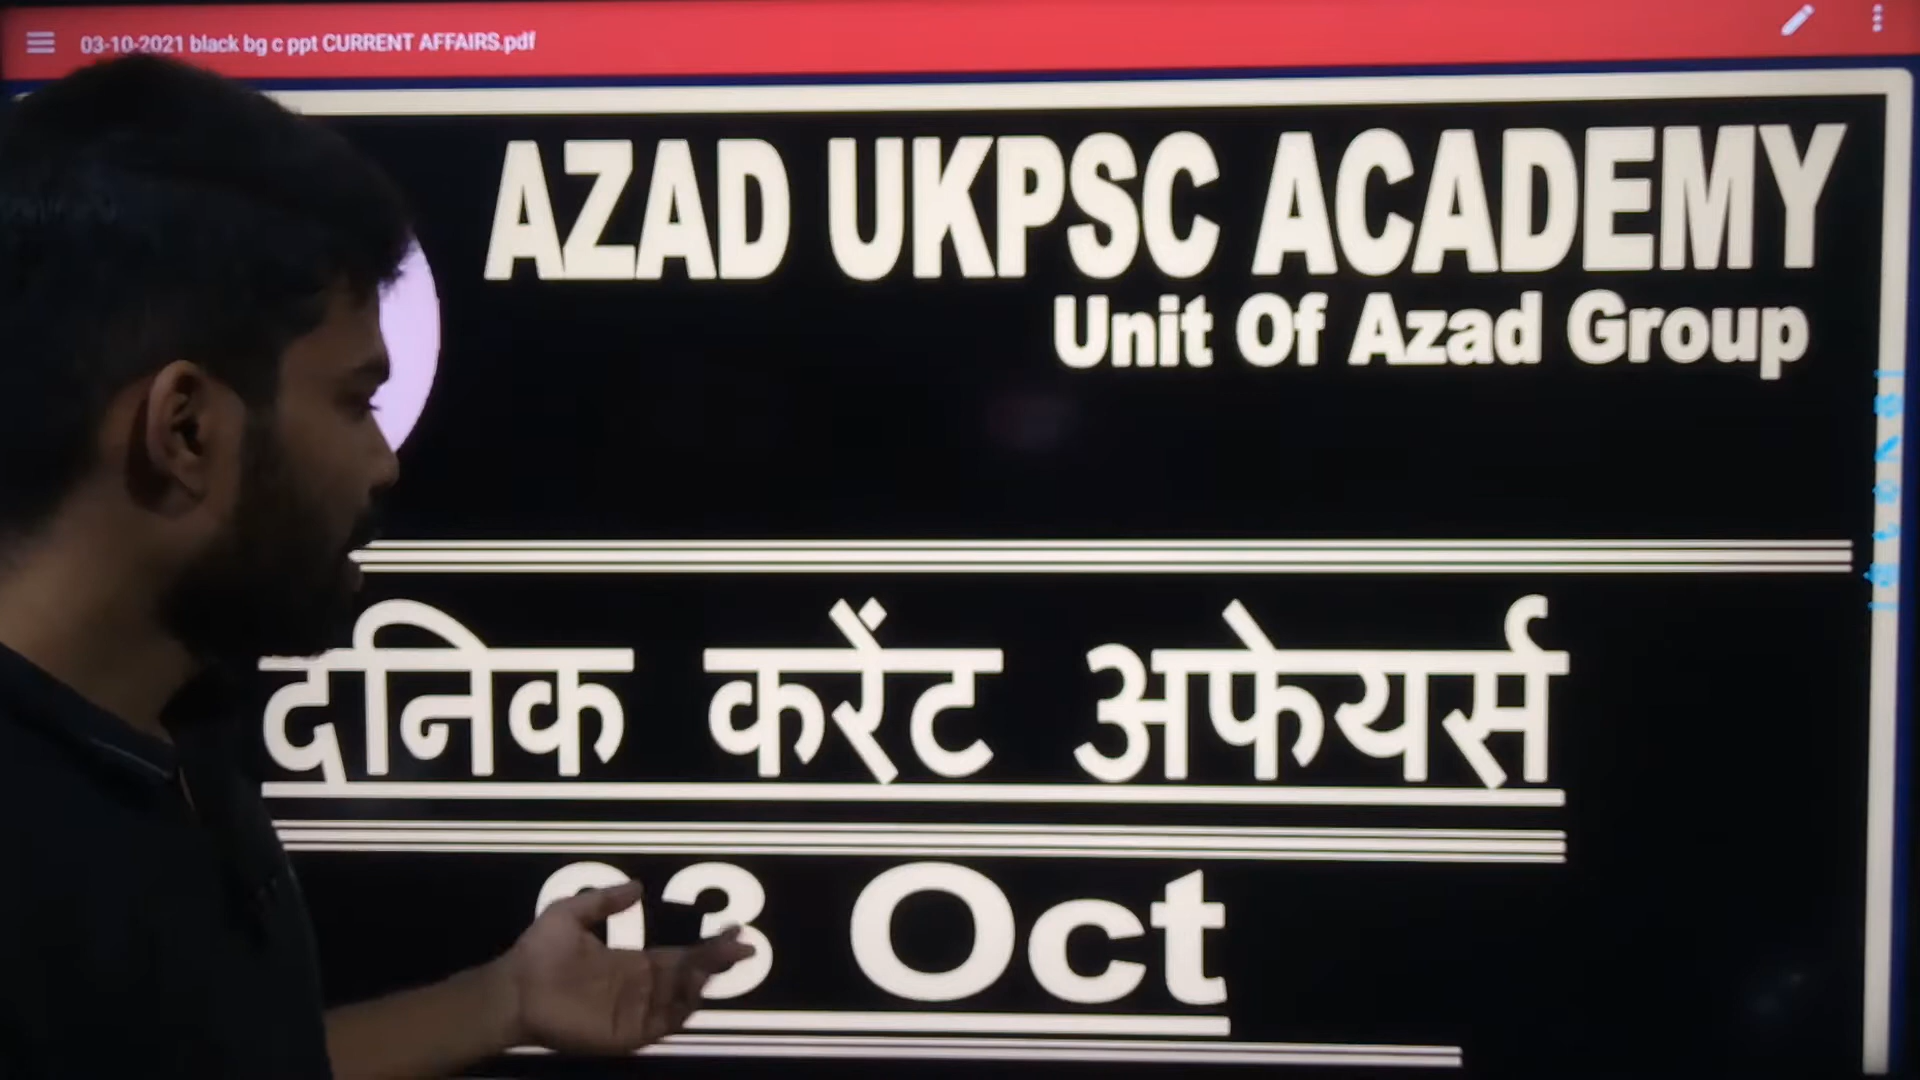 03-10-2021 black bg c ppt CURRENT AFFAIRS.pdf
AZAD UKPSC ACADEMY
Unit Of Azad Group
दनिक करेंट अफेयर्स
03 Oct